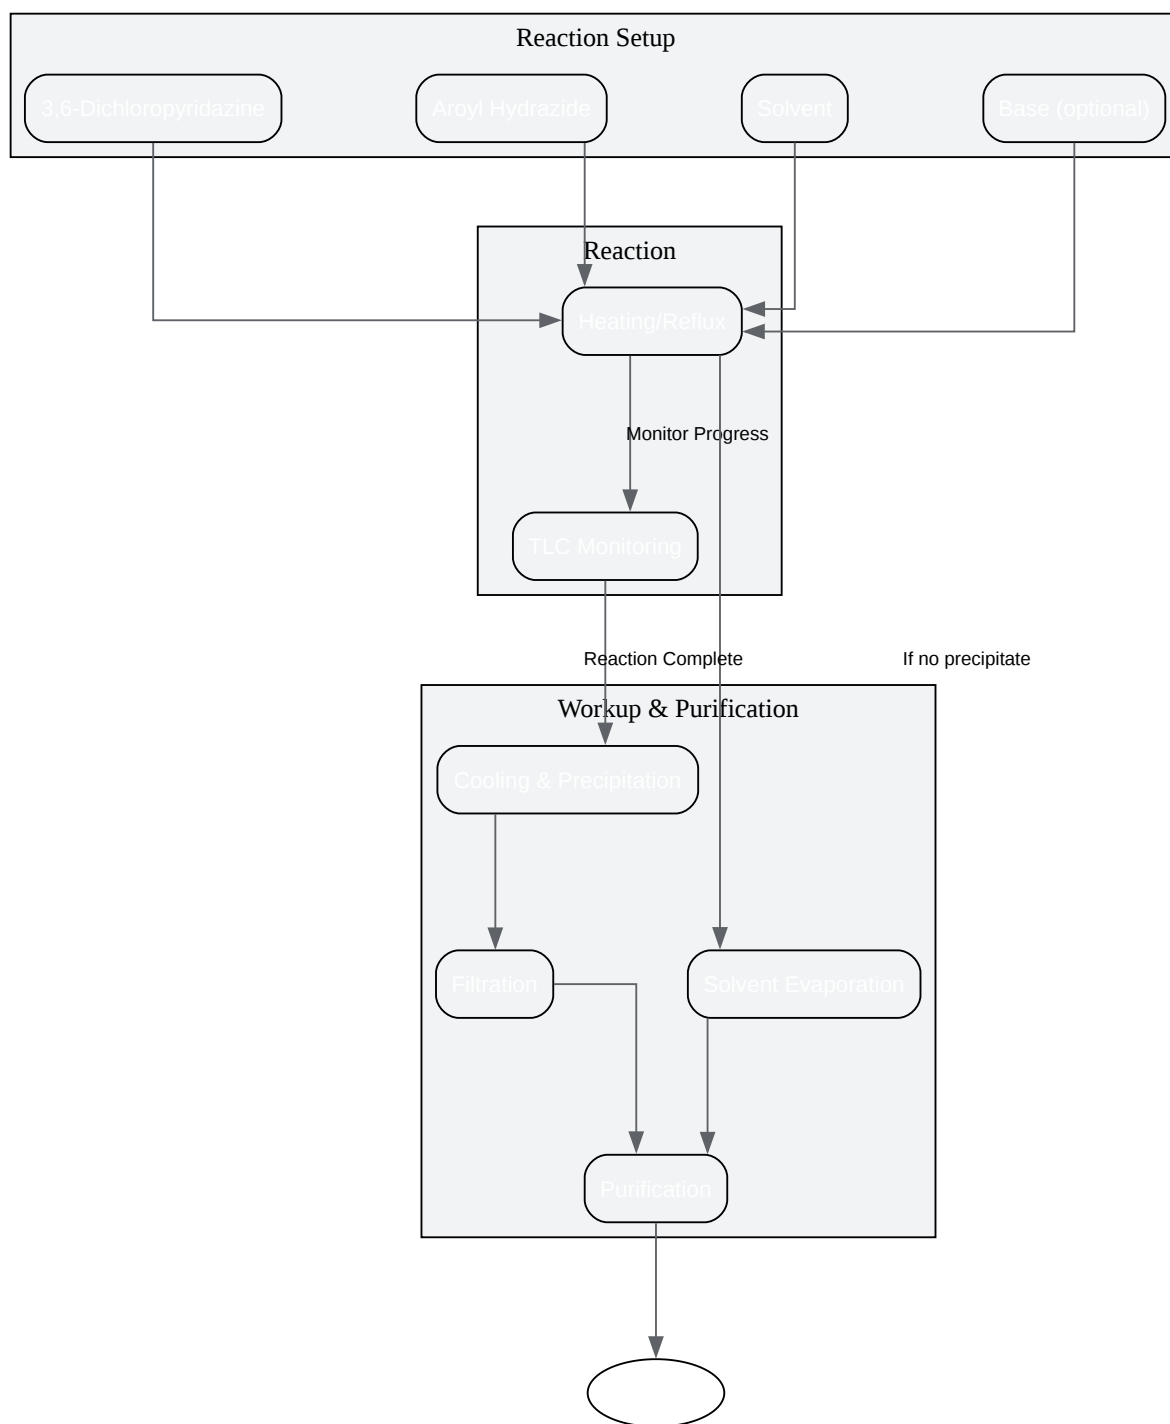 Reaction Setup
3,6-Dichloropyridazine
Aroyl Hydrazide
Solvent
Base (optional)
Reaction
Heating/Reflux
Monitor Progress
TLC Monitoring
Reaction Complete
If no precipitate
Workup & Purification
Cooling & Precipitation
Filtration
Solvent Evaporation
Purification